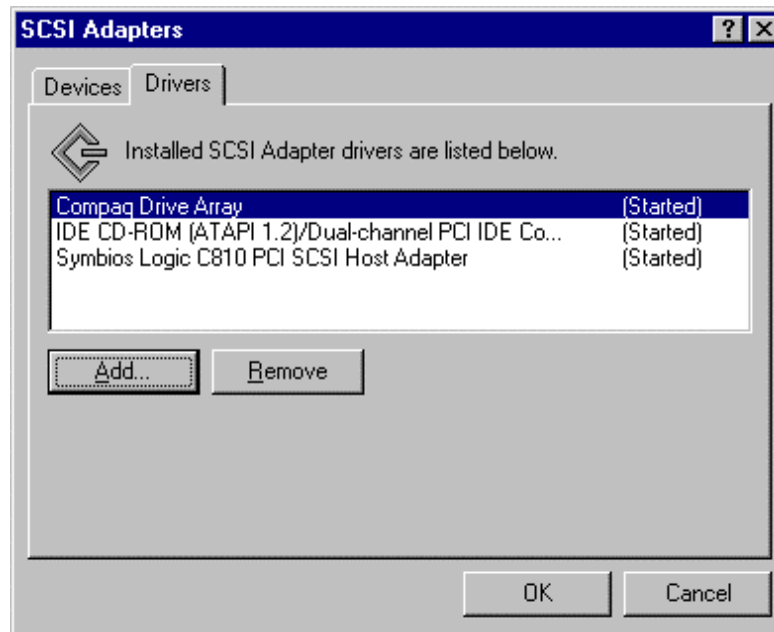 SCSI Adapters
Devices Drivers
Installed SCSI Adapter drivers are listed below.
Compaq Drive Array (Started)
IDE CD-ROM (ATAPI 1.2)/Dual-channel PCI IDE Co... (Started)
Symbios Logic C810 PCI SCSI Host Adapter (Started)
Add... Remove
OK Cancel